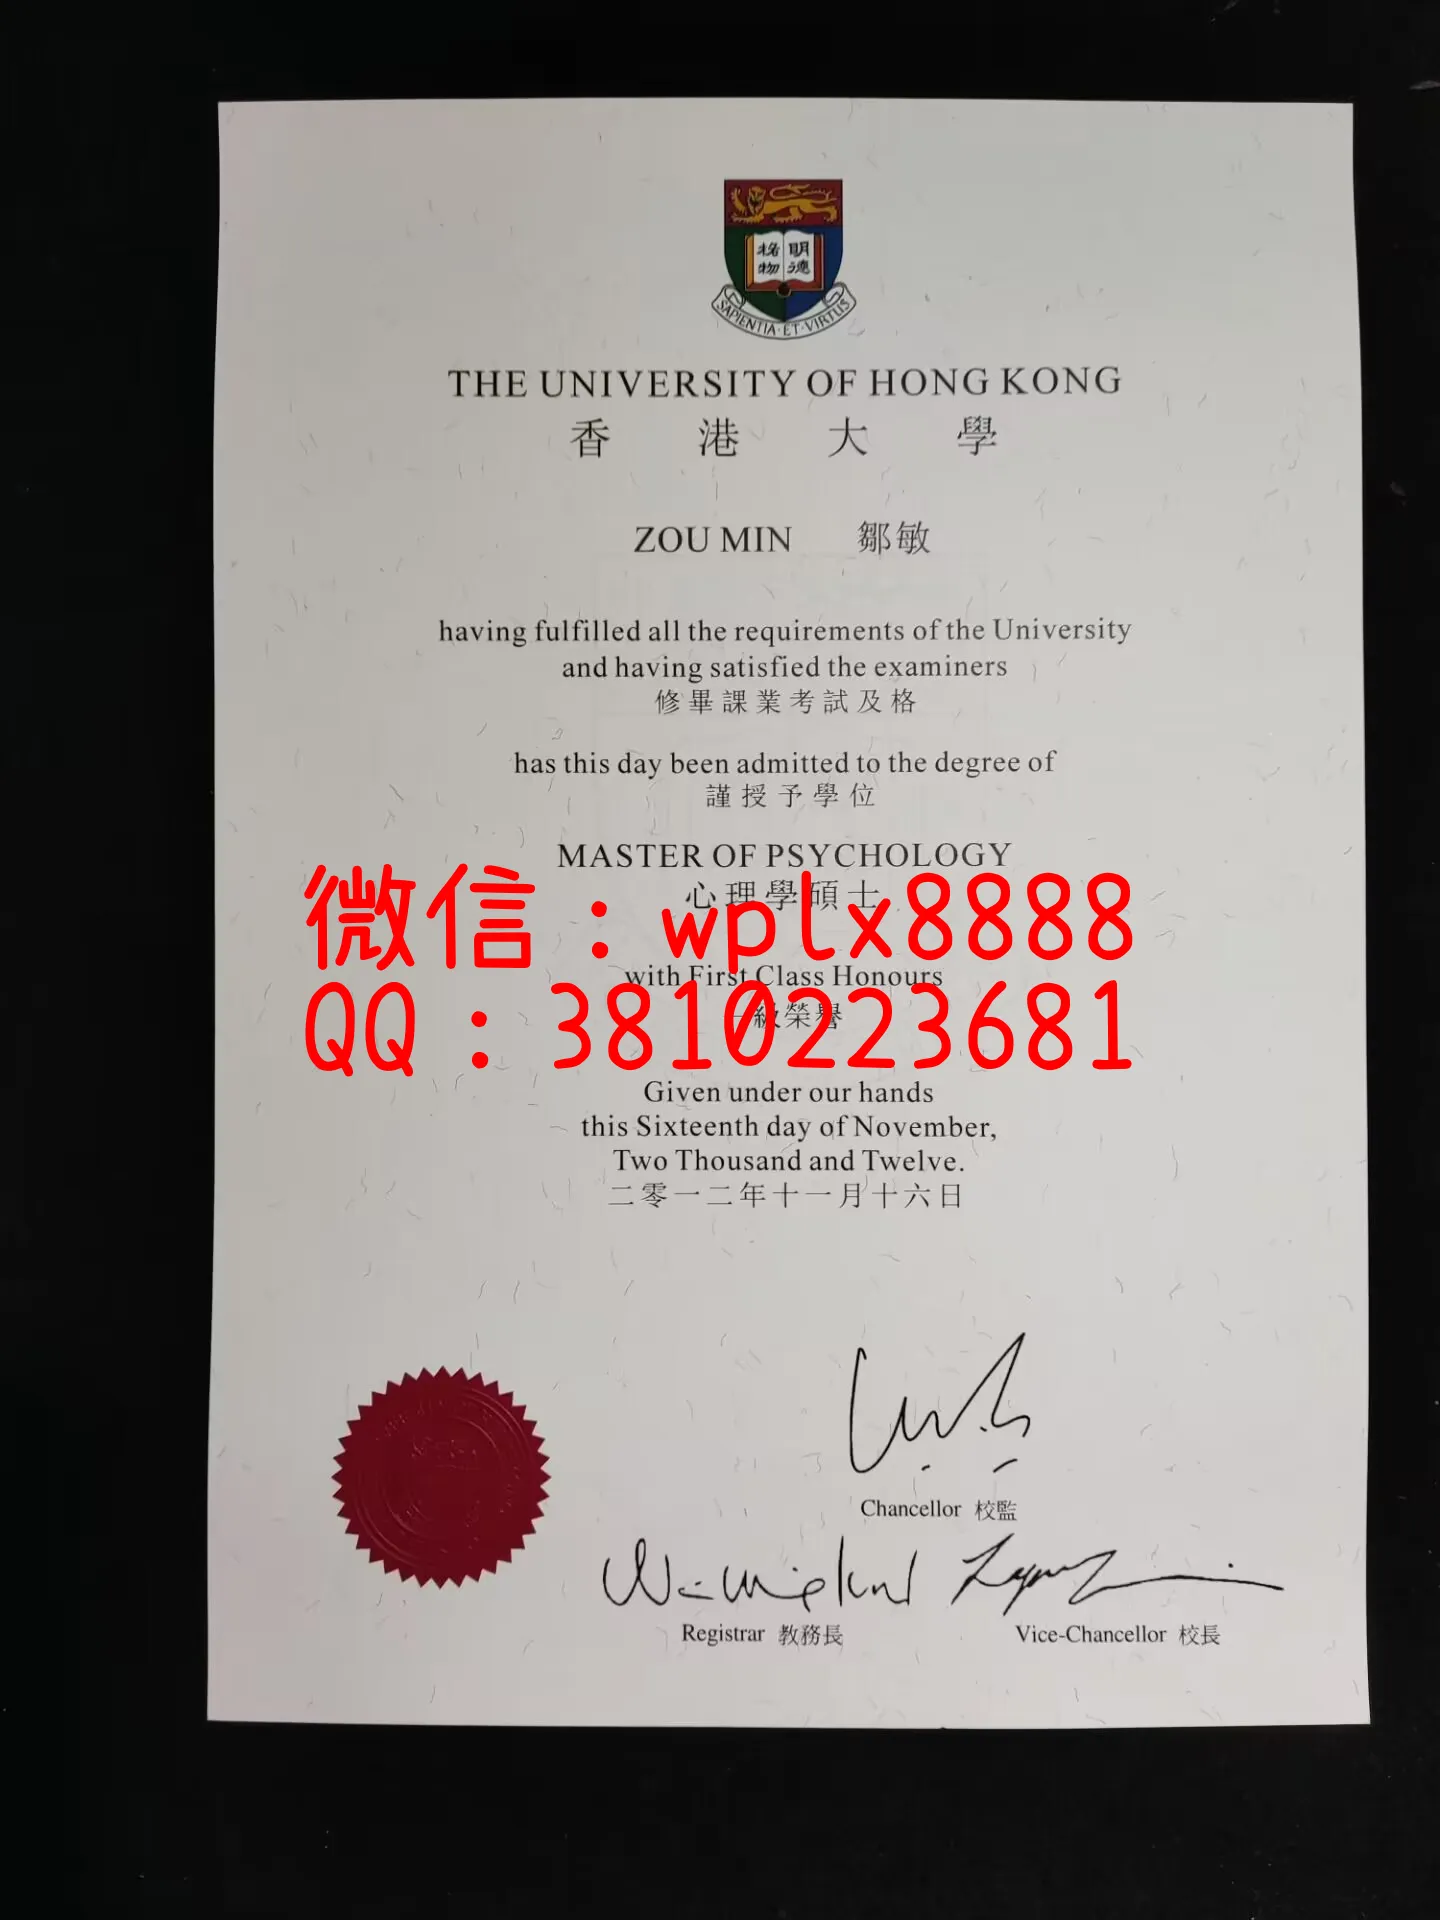 格 明
物 德
SAPIENTIA·ET·VIRTUS
THE UNIVERSITY OF HONG KONG
香 港 大 學
ZOU MIN 鄒敏
having fulfilled all the requirements of the University
and having satisfied the examiners
修畢課業考試及格
has this day been admitted to the degree of
謹授予學位
MASTER OF PSYCHOLOGY
心理學碩士
微信：wplx8888
with First Class Honours
一級榮譽
QQ：3810223681
Given under our hands
this Sixteenth day of November,
Two Thousand and Twelve.
二零一二年十一月十六日
Chancellor 校監
Registrar 教務長
Vice-Chancellor 校長